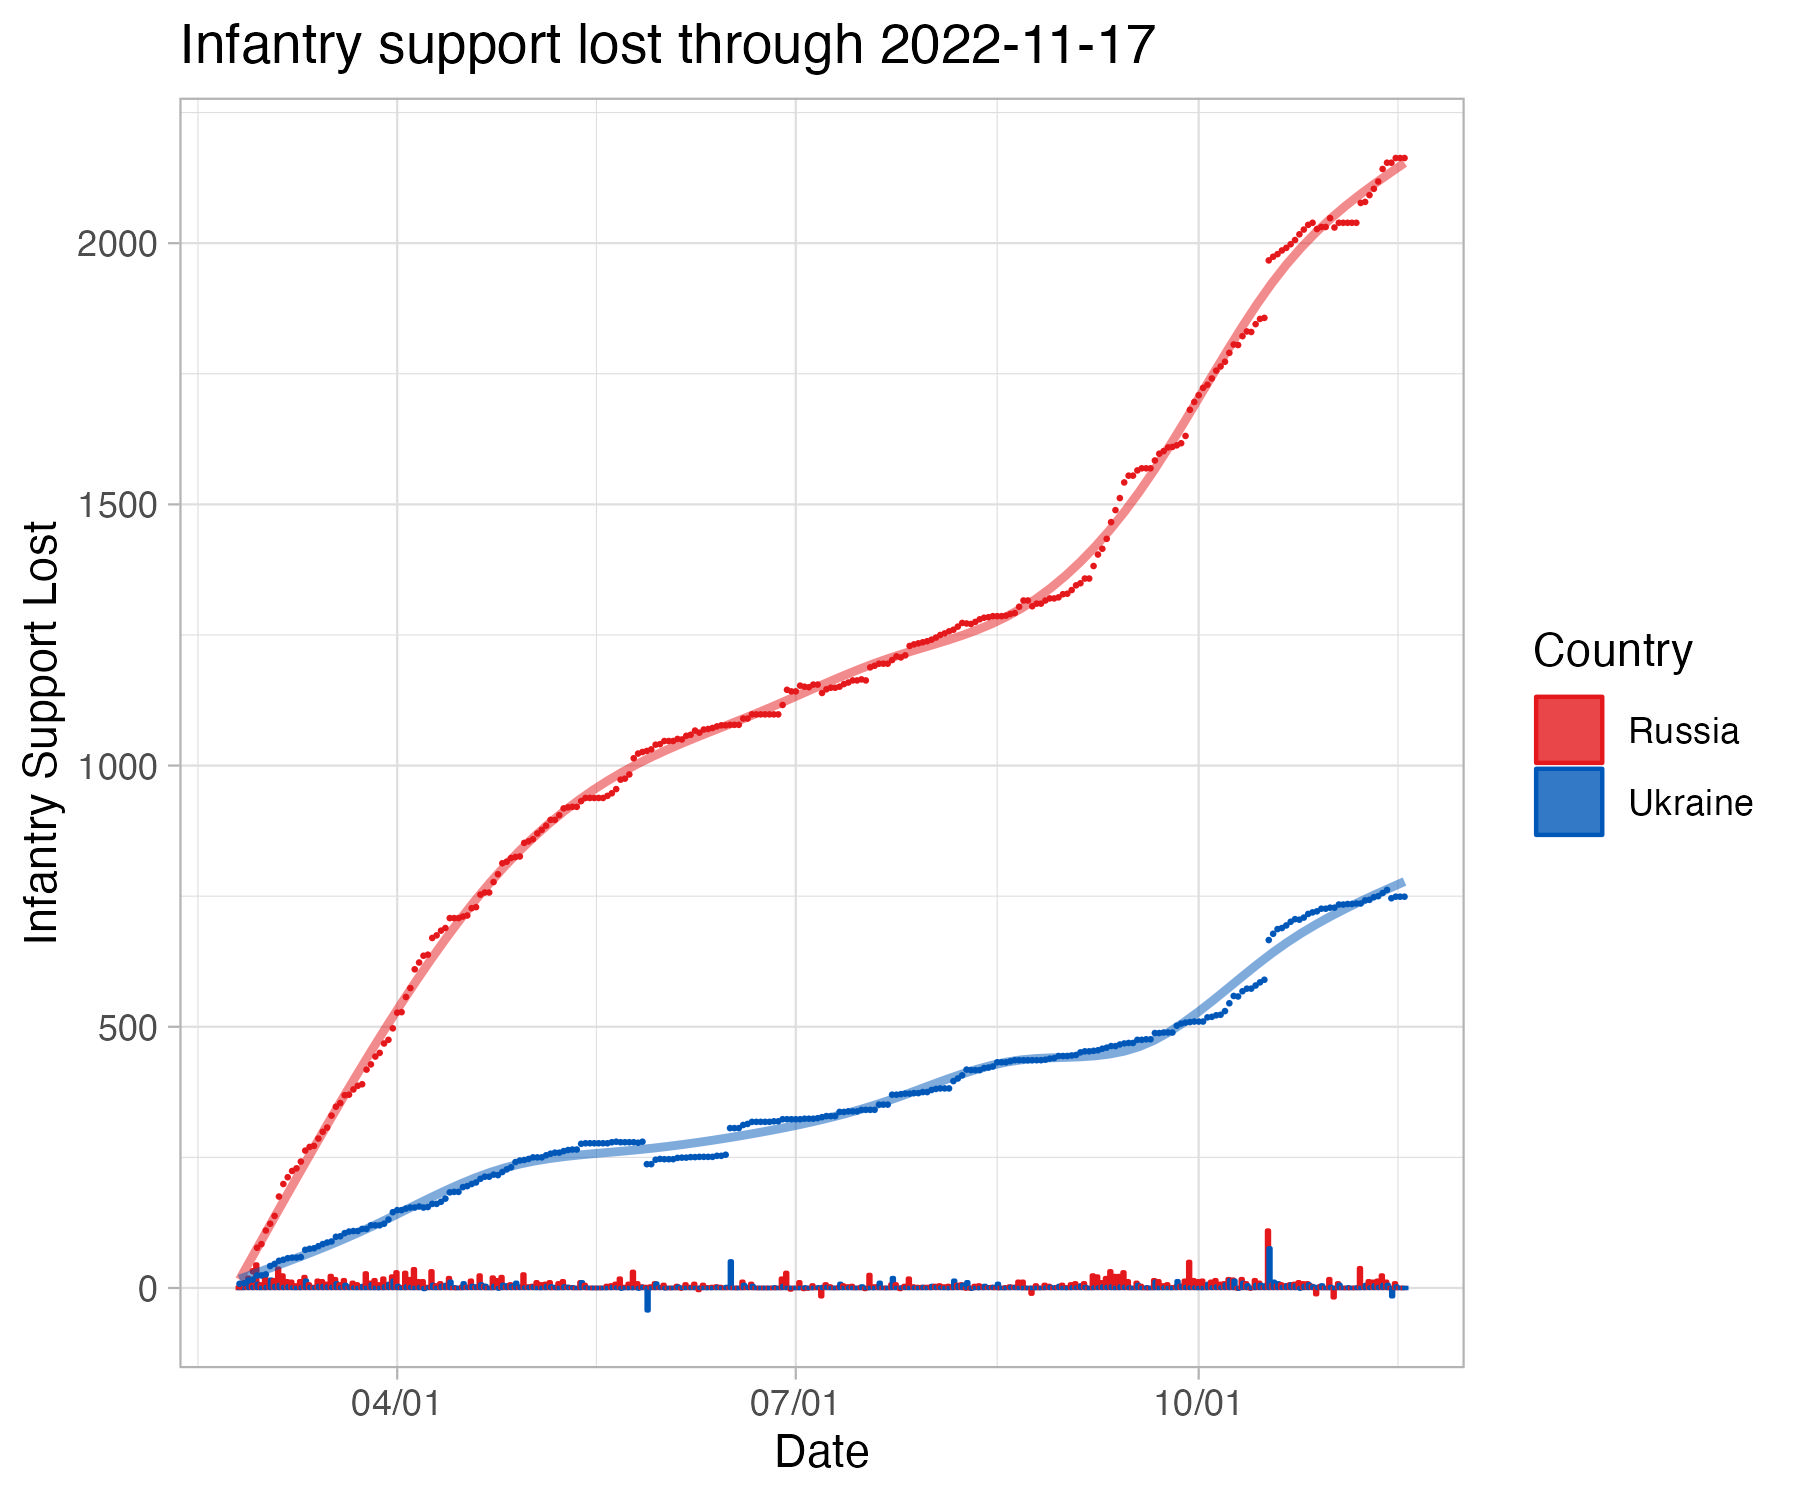 Infantry support lost through 2022-11-17
Infantry Support Lost
2000
1500
1000
500
0
04/01
07/01
10/01
Date
Country
Russia
Ukraine